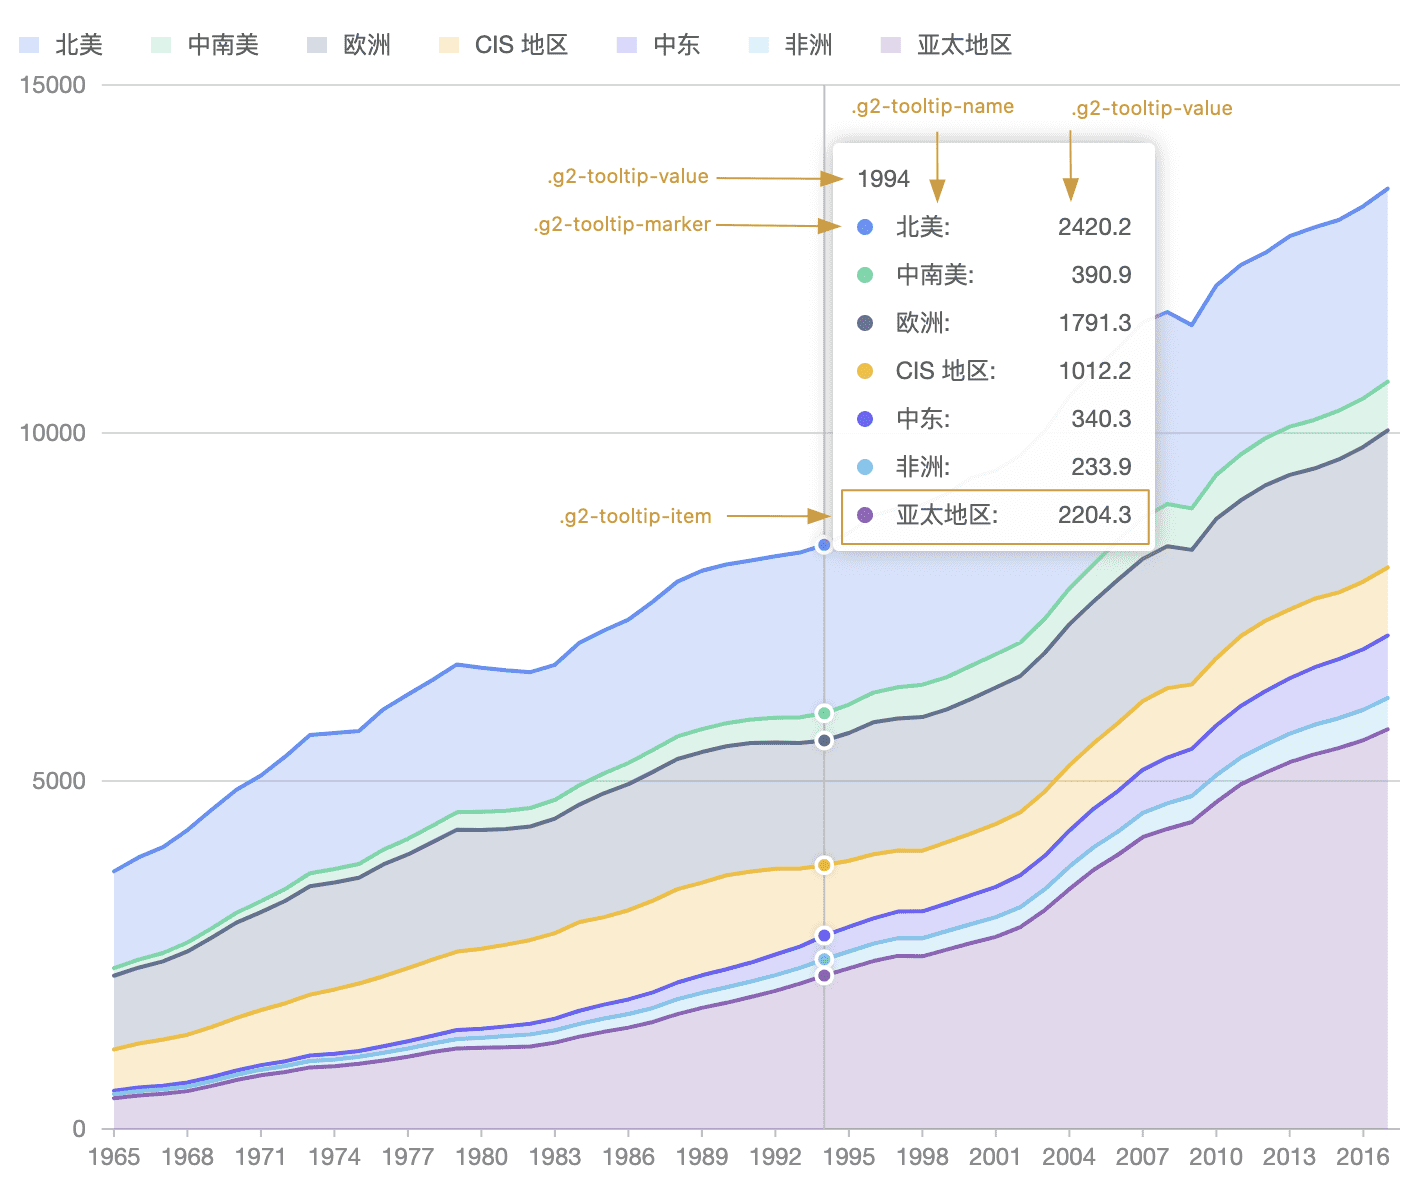 北美 中南美 欧洲 CIS 地区 中东 非洲 亚太地区
15000
.g2-tooltip-name .g2-tooltip-value
.g2-tooltip-value 1994
.g2-tooltip-marker 北美: 2420.2
中南美: 390.9
欧洲: 1791.3
CIS 地区: 1012.2
10000 中东: 340.3
非洲: 233.9
.g2-tooltip-item 亚太地区: 2204.3
5000
0
1965 1968 1971 1974 1977 1980 1983 1986 1989 1992 1995 1998 2001 2004 2007 2010 2013 2016